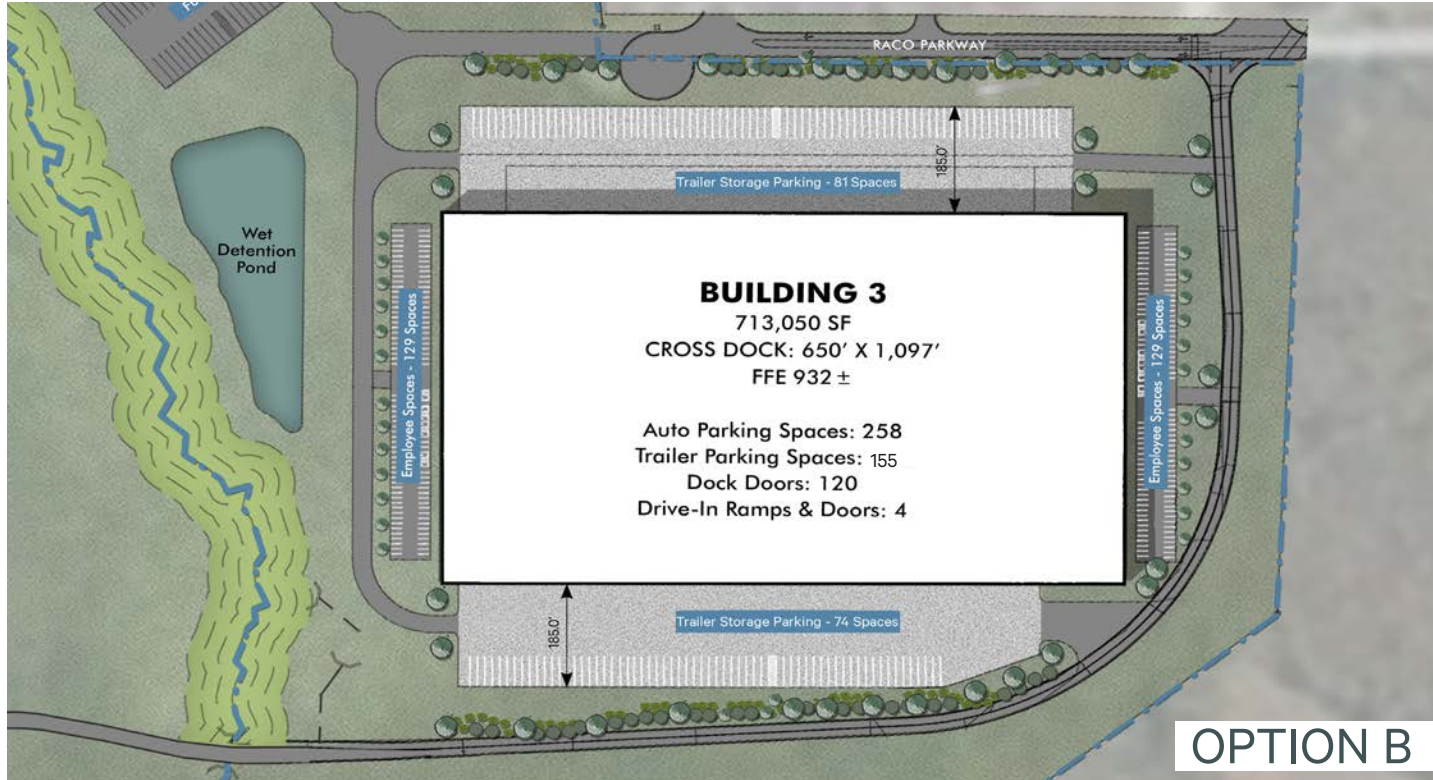 RACO PARKWAY
185.0'
Trailer Storage Parking - 81 Spaces
Wet
Detention
Pond
Employee Spaces - 129 Spaces
BUILDING 3
713,050 SF
CROSS DOCK: 650' X 1,097'
FFE 932 ±
Auto Parking Spaces: 258
Trailer Parking Spaces: 155
Dock Doors: 120
Drive-In Ramps & Doors: 4
Employee Spaces - 129 Spaces
185.0'
Trailer Storage Parking - 74 Spaces
OPTION B